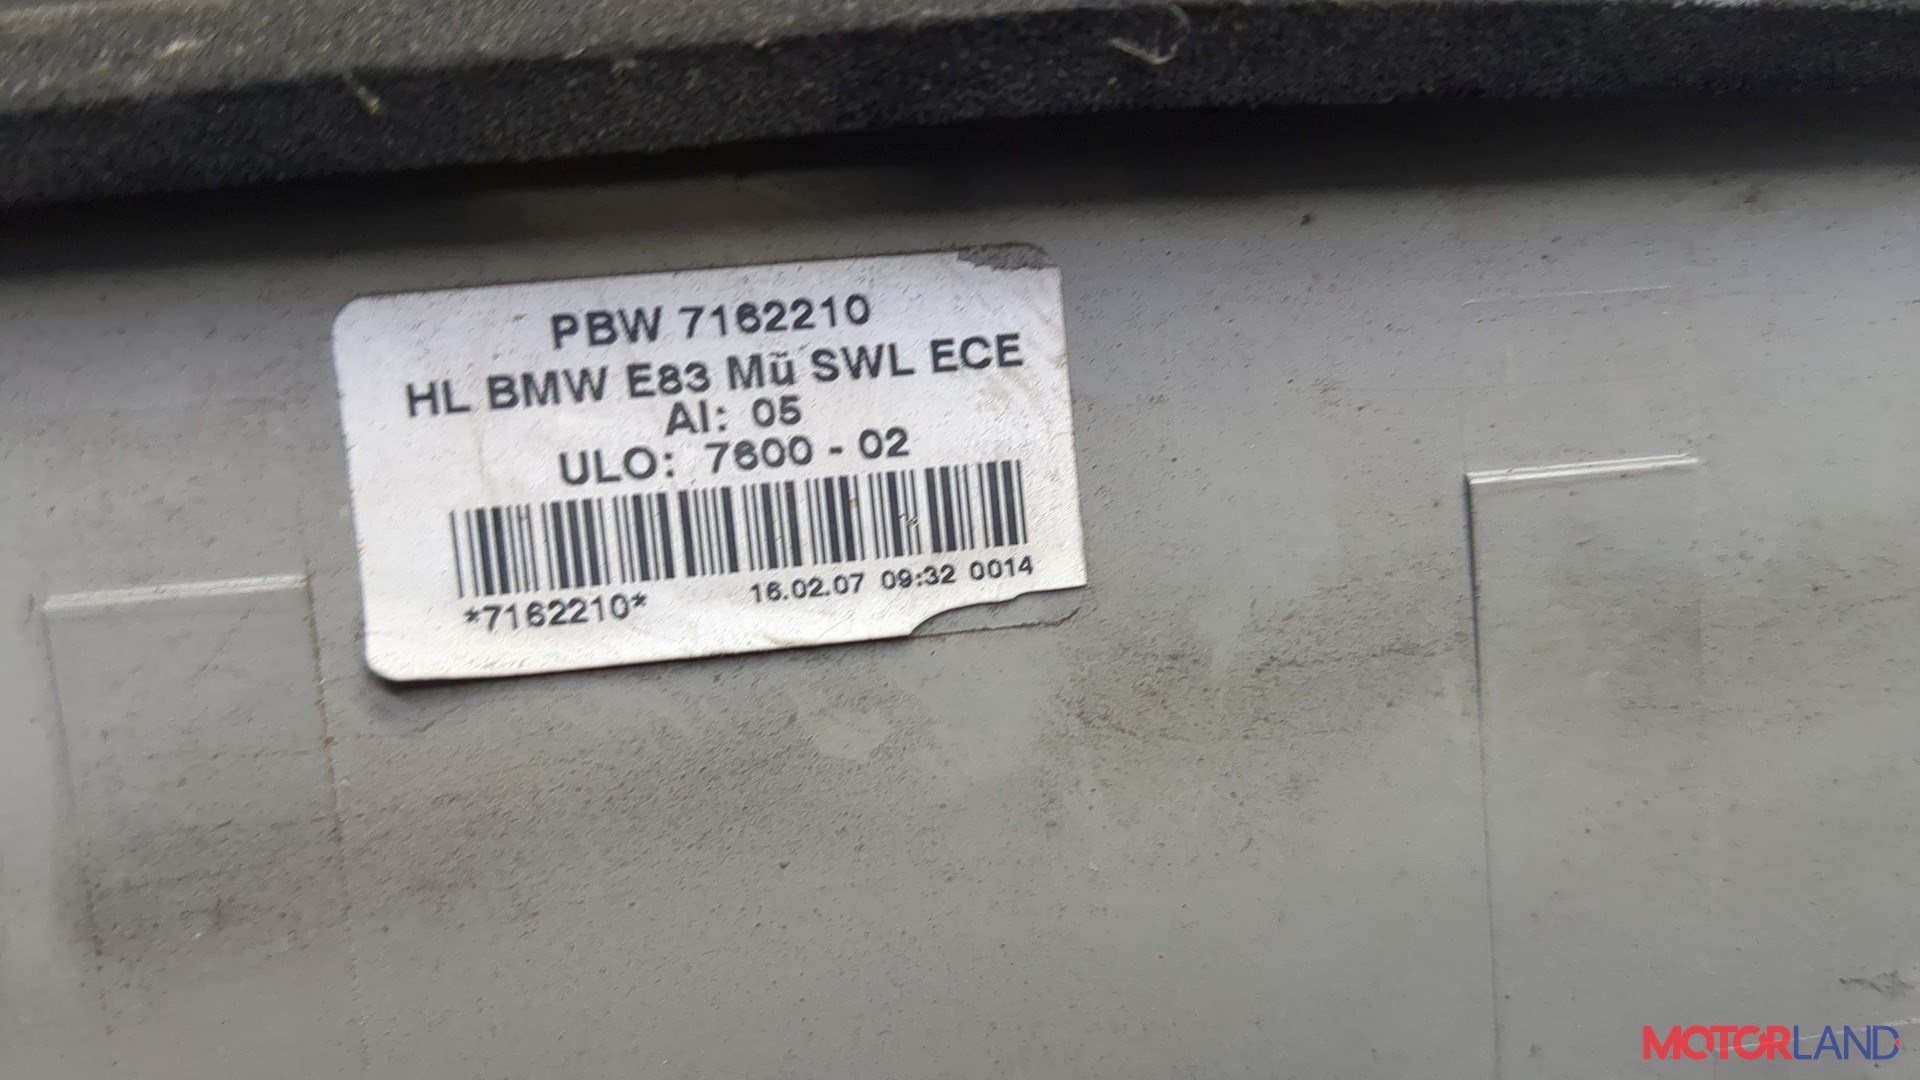 PBW 7162210
HL BMW E83 Mü SWL ECE
AI: 05
ULO: 7600 - 02
*7162210* 16.02.07 09:32 0014
MOTORLAND